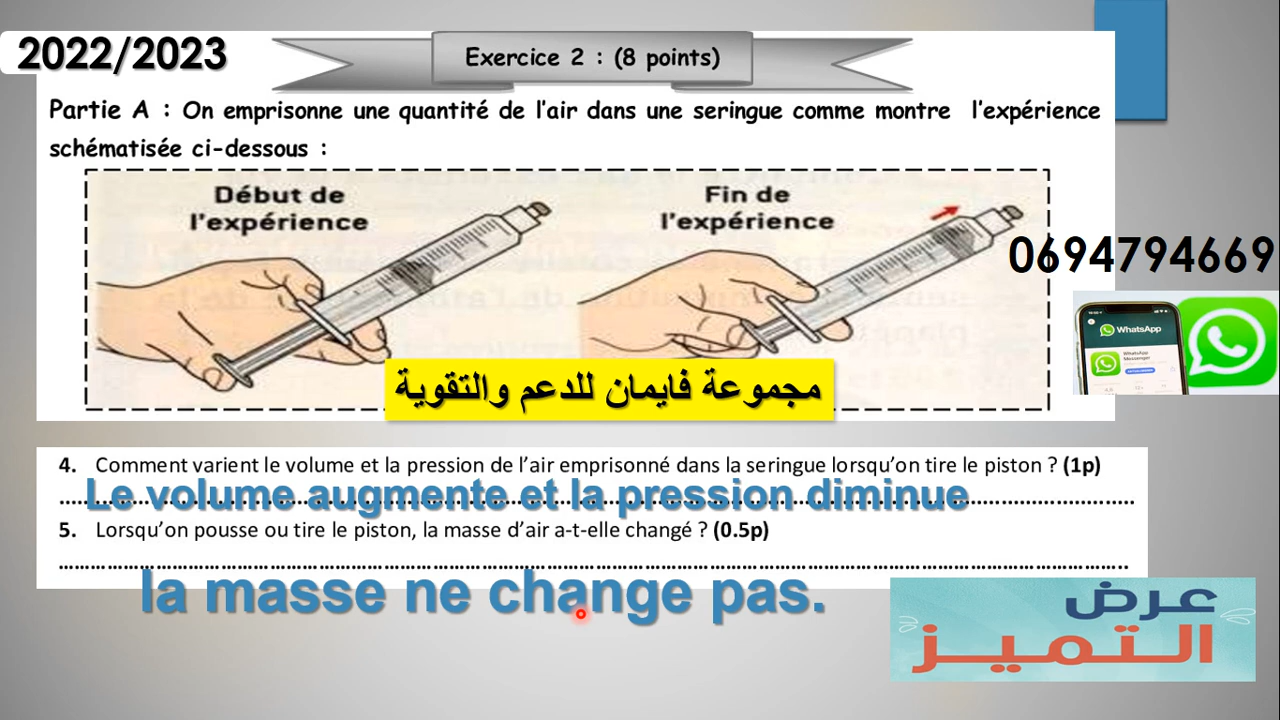 2022/2023
Exercice 2 : (8 points)
Partie A : On emprisonne une quantité de l'air dans une seringue comme montre l'expérience
schématisée ci-dessous :
Début de
l'expérience
Fin de
l'expérience
0694794669
WhatsApp
WhatsApp
Messenger
مجموعة فايمان للدعم والتقوية
4. Comment varient le volume et la pression de l'air emprisonné dans la seringue lorsqu'on tire le piston ? (1p)
Le volume augmente et la pression diminue
5. Lorsqu'on pousse ou tire le piston, la masse d'air a-t-elle changé ? (0.5p)
la masse ne change pas.
عرض
التميز